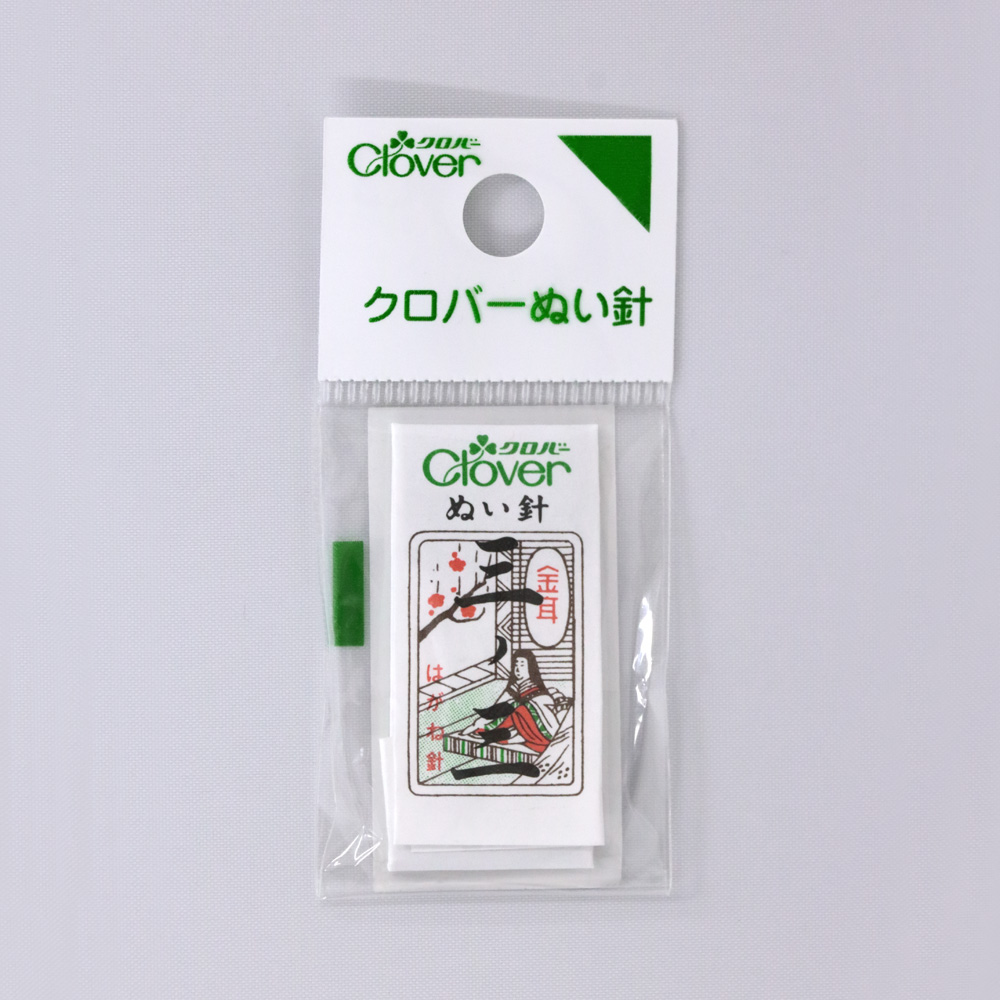 クロバー
Clover
クロバーぬい針
クロバー
Clover
ぬい針
金耳
三ノ三
はがね針